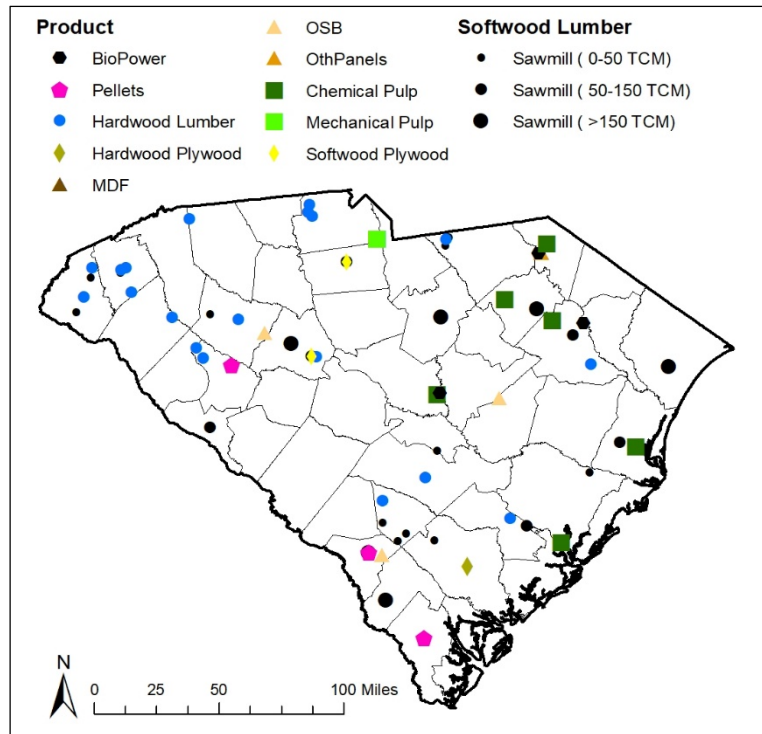 Product
BioPower
Pellets
Hardwood Lumber
Hardwood Plywood
MDF
OSB
OthPanels
Chemical Pulp
Mechanical Pulp
Softwood Plywood
Softwood Lumber
Sawmill ( 0-50 TCM)
Sawmill ( 50-150 TCM)
Sawmill ( >150 TCM)
N
0 25 50 100 Miles